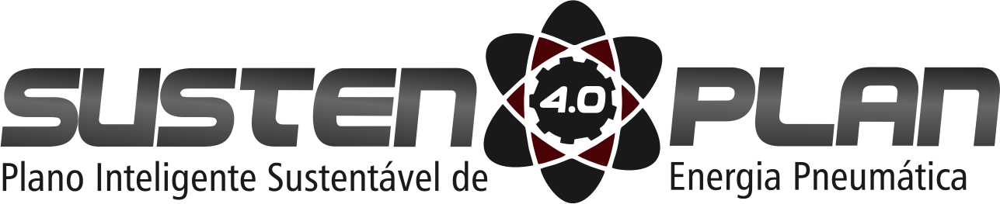 SUSTEN 4.0 PLAN
Plano Inteligente Sustentável de Energia Pneumática